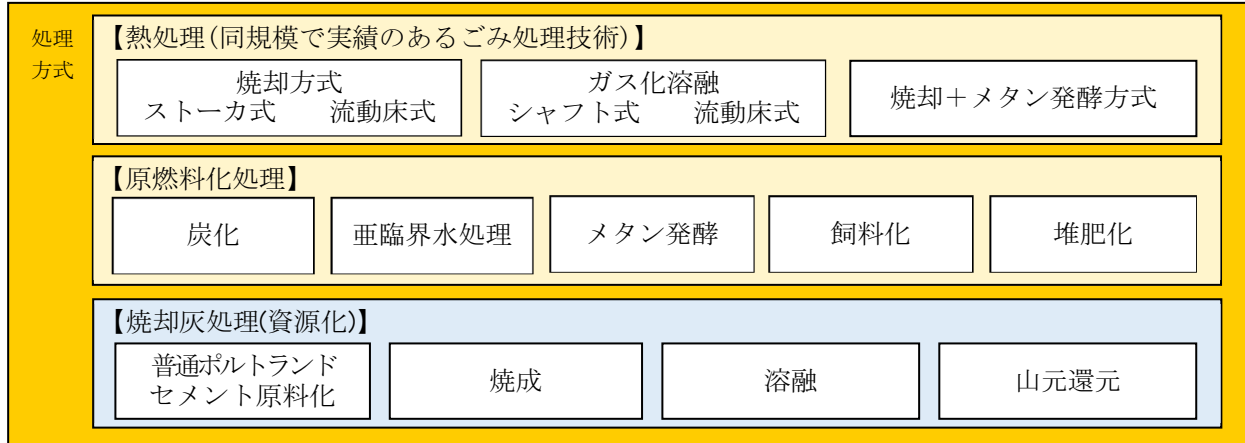 処理
方式
【熱処理(同規模で実績のあるごみ処理技術)】
焼却方式
ストーカ式　　流動床式
ガス化溶融
シャフト式　　流動床式
焼却＋メタン発酵方式
【原燃料化処理】
炭化
亜臨界水処理
メタン発酵
飼料化
堆肥化
【焼却灰処理(資源化)】
普通ポルトランド
セメント原料化
焼成
溶融
山元還元